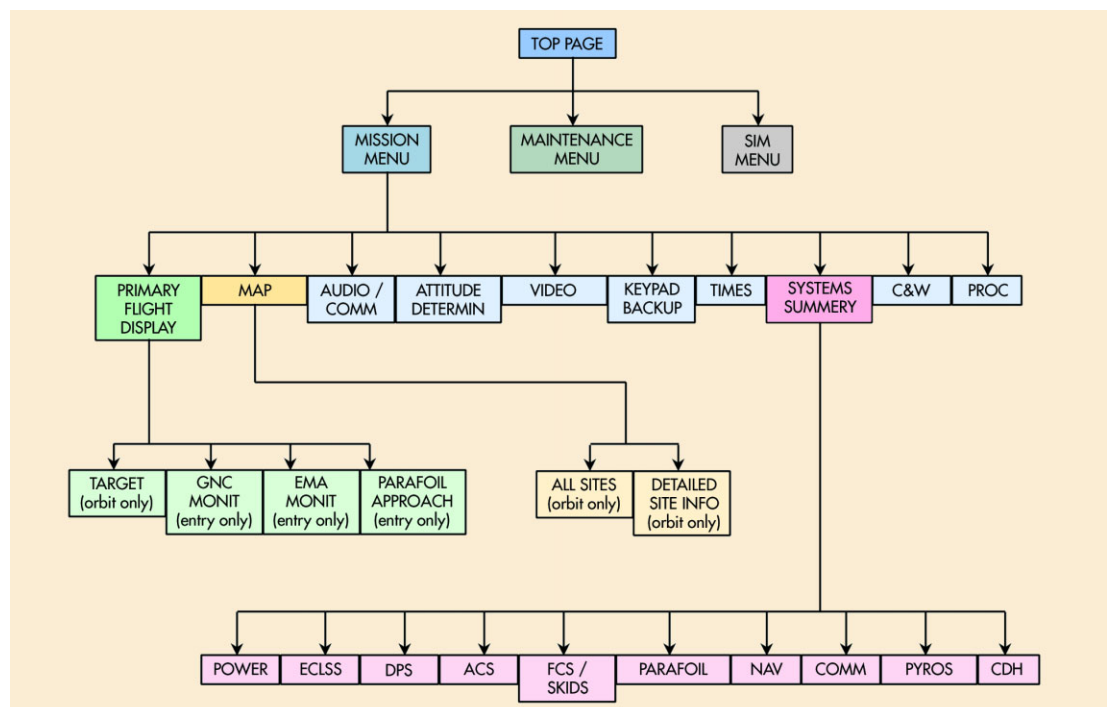 TOP PAGE
MISSION
MENU
MAINTENANCE
MENU
SIM
MENU
PRIMARY
FLIGHT
DISPLAY
MAP
AUDIO /
COMM
ATTITUDE
DETERMIN
VIDEO
KEYPAD
BACKUP
TIMES
SYSTEMS
SUMMERY
C&W
PROC
TARGET
(orbit only)
GNC
MONIT
(entry only)
EMA
MONIT
(entry only)
PARAFOIL
APPROACH
(entry only)
ALL SITES
(orbit only)
DETAILED
SITE INFO
(orbit only)
POWER
ECLSS
DPS
ACS
FCS /
SKIDS
PARAFOIL
NAV
COMM
PYROS
CDH